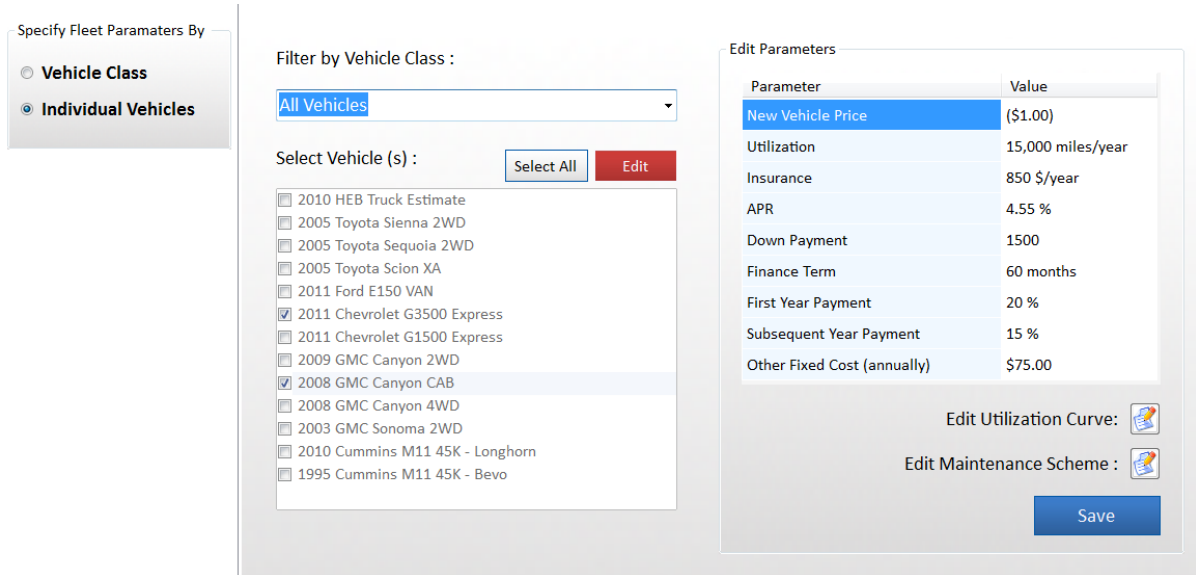 Specify Fleet Paramaters By
Vehicle Class
Individual Vehicles
Filter by Vehicle Class :
All Vehicles
Select Vehicle (s) :
Select All
Edit
2010 HEB Truck Estimate
2005 Toyota Sienna 2WD
2005 Toyota Sequoia 2WD
2005 Toyota Scion XA
2011 Ford E150 VAN
2011 Chevrolet G3500 Express
2011 Chevrolet G1500 Express
2009 GMC Canyon 2WD
2008 GMC Canyon CAB
2008 GMC Canyon 4WD
2003 GMC Sonoma 2WD
2010 Cummins M11 45K - Longhorn
1995 Cummins M11 45K - Bevo
Edit Parameters
Parameter Value
New Vehicle Price ($1.00)
Utilization 15,000 miles/year
Insurance 850 $/year
APR 4.55 %
Down Payment 1500
Finance Term 60 months
First Year Payment 20 %
Subsequent Year Payment 15 %
Other Fixed Cost (annually) $75.00
Edit Utilization Curve:
Edit Maintenance Scheme :
Save